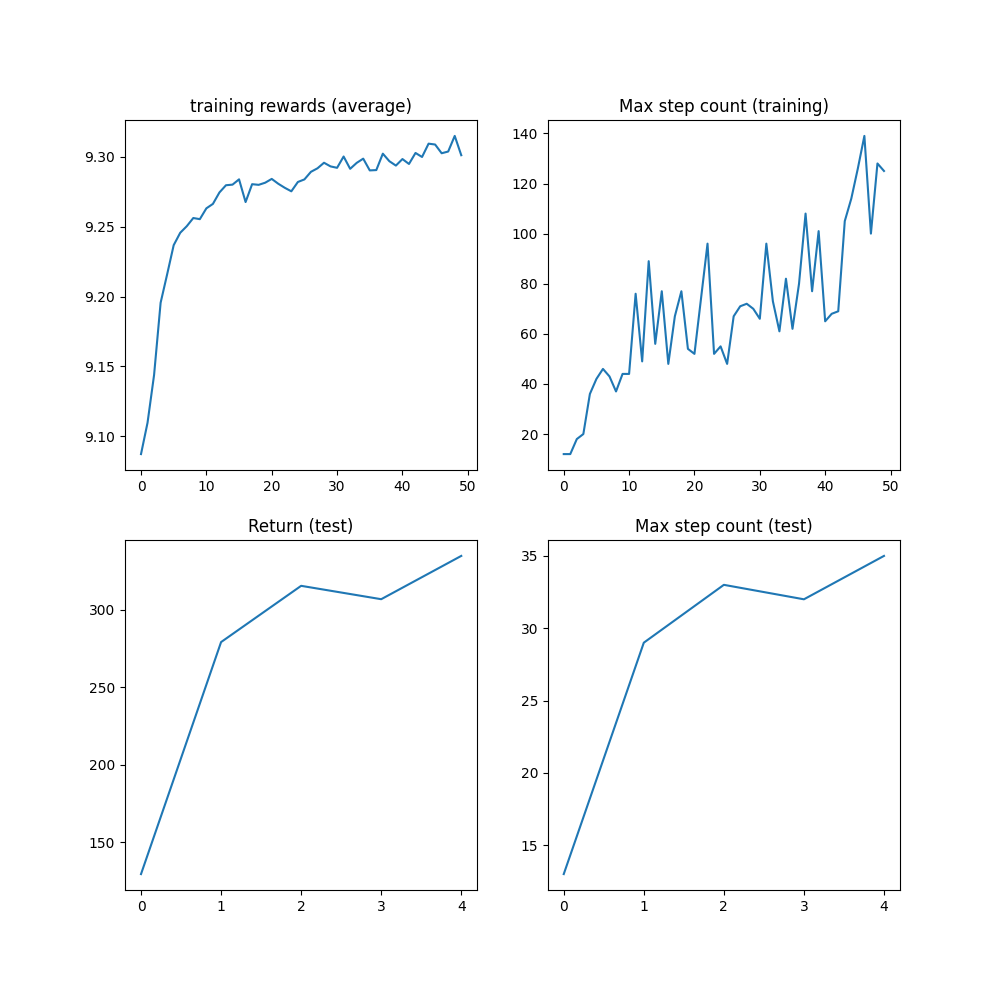 training rewards (average)
9.30
9.25
9.20
9.15
9.10
0 10 20 30 40 50
Max step count (training)
140
120
100
80
60
40
20
0 10 20 30 40 50
Return (test)
300
250
200
150
0 1 2 3 4
Max step count (test)
35
30
25
20
15
0 1 2 3 4